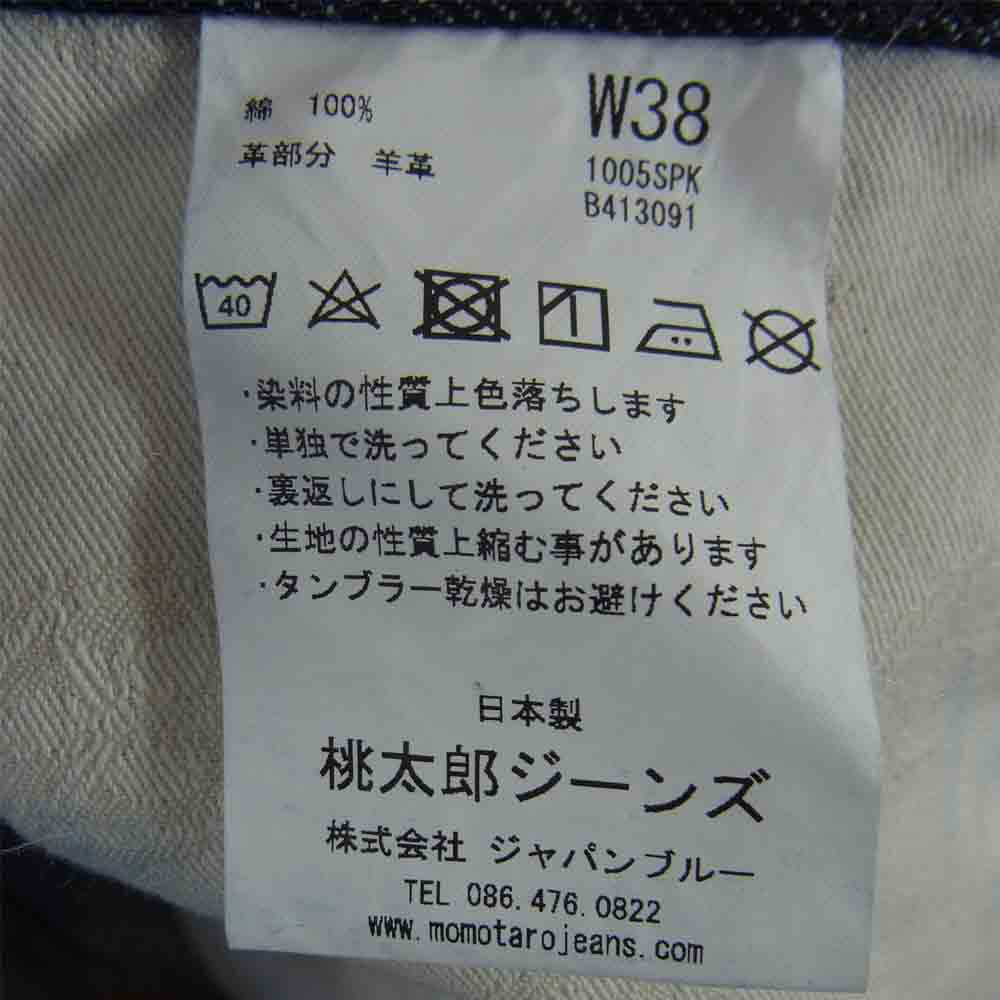 綿 100%
革部分 羊革
W38
1005SPK
B413091
40
・染料の性質上色落ちします
・単独で洗ってください
・裏返しにして洗ってください
・生地の性質上縮む事があります
・タンブラー乾燥はお避けください
日本製
桃太郎ジーンズ
株式会社 ジャパンブルー
TEL 086.476.0822
www.momotarojeans.com